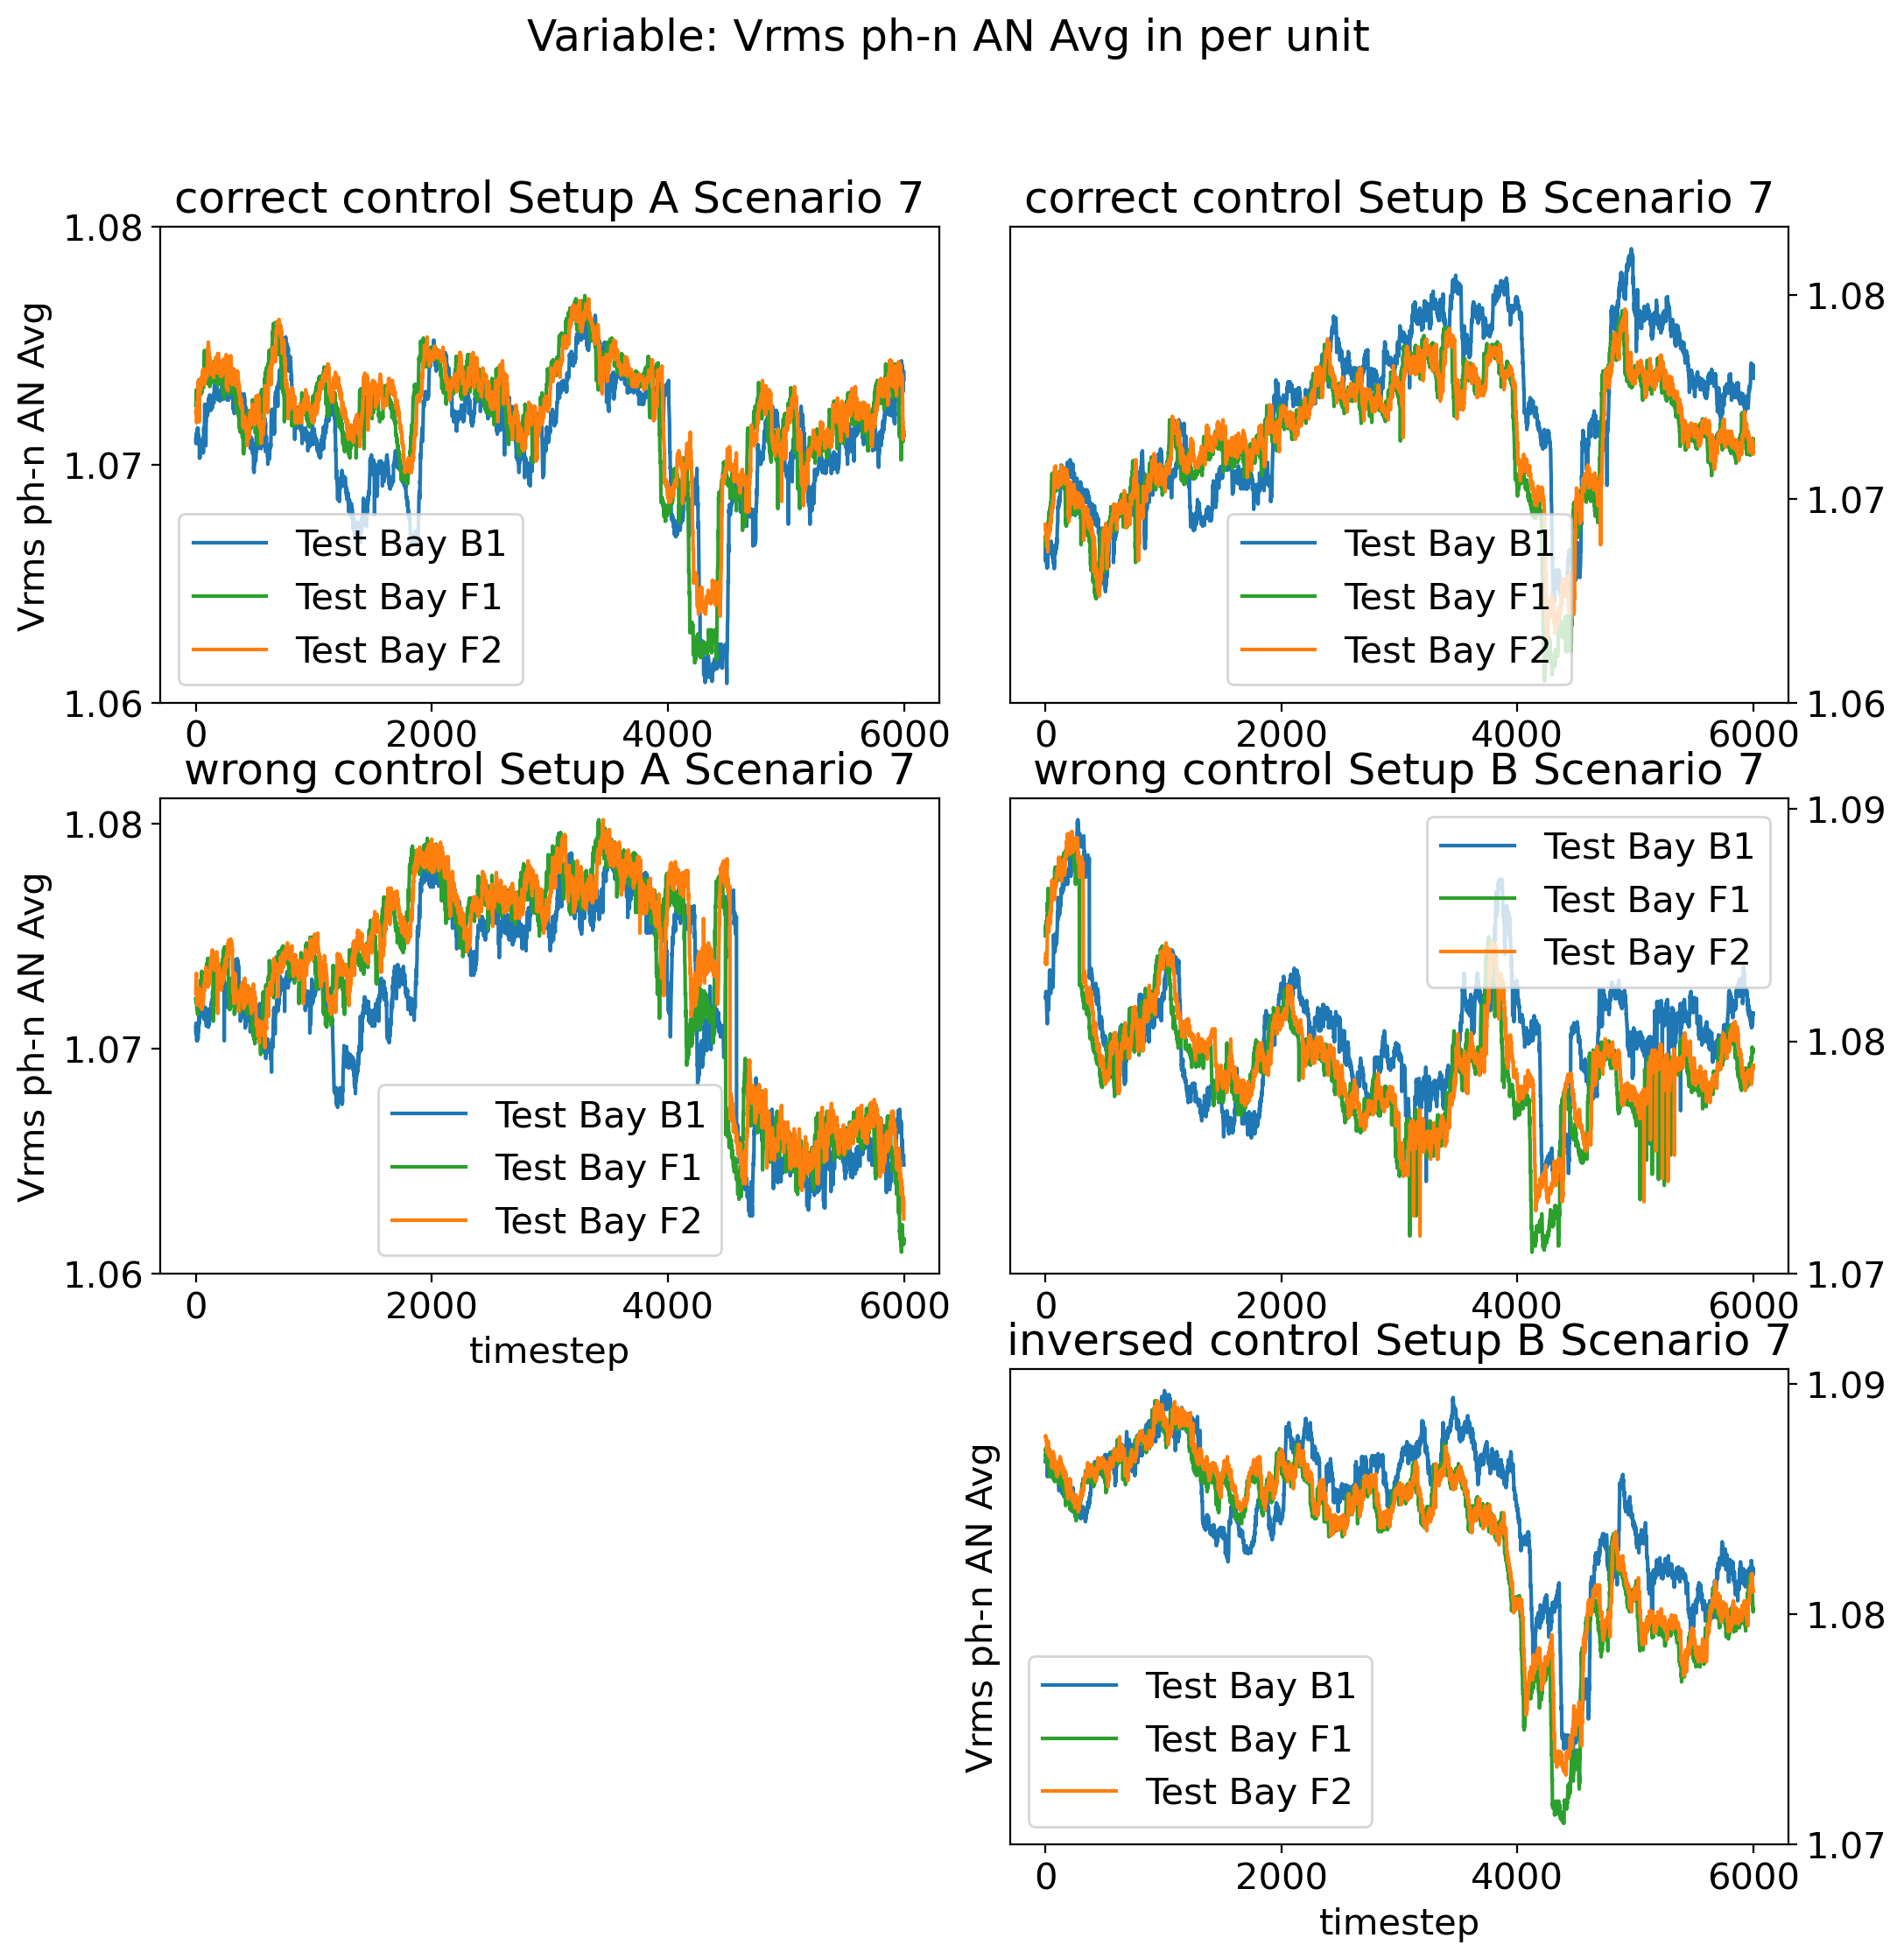 Variable: Vrms ph-n AN Avg in per unit
correct control Setup A Scenario 7
1.08
1.07
1.06
Vrms ph-n AN Avg
Test Bay B1
Test Bay F1
Test Bay F2
0 2000 4000 6000
correct control Setup B Scenario 7
1.08
1.07
1.06
Test Bay B1
Test Bay F1
Test Bay F2
0 2000 4000 6000
wrong control Setup A Scenario 7
1.08
1.07
1.06
Vrms ph-n AN Avg
Test Bay B1
Test Bay F1
Test Bay F2
0 2000 4000 6000
timestep
wrong control Setup B Scenario 7
1.09
1.08
1.07
Test Bay B1
Test Bay F1
Test Bay F2
0 2000 4000 6000
inversed control Setup B Scenario 7
1.09
1.08
1.07
Vrms ph-n AN Avg
Test Bay B1
Test Bay F1
Test Bay F2
0 2000 4000 6000
timestep